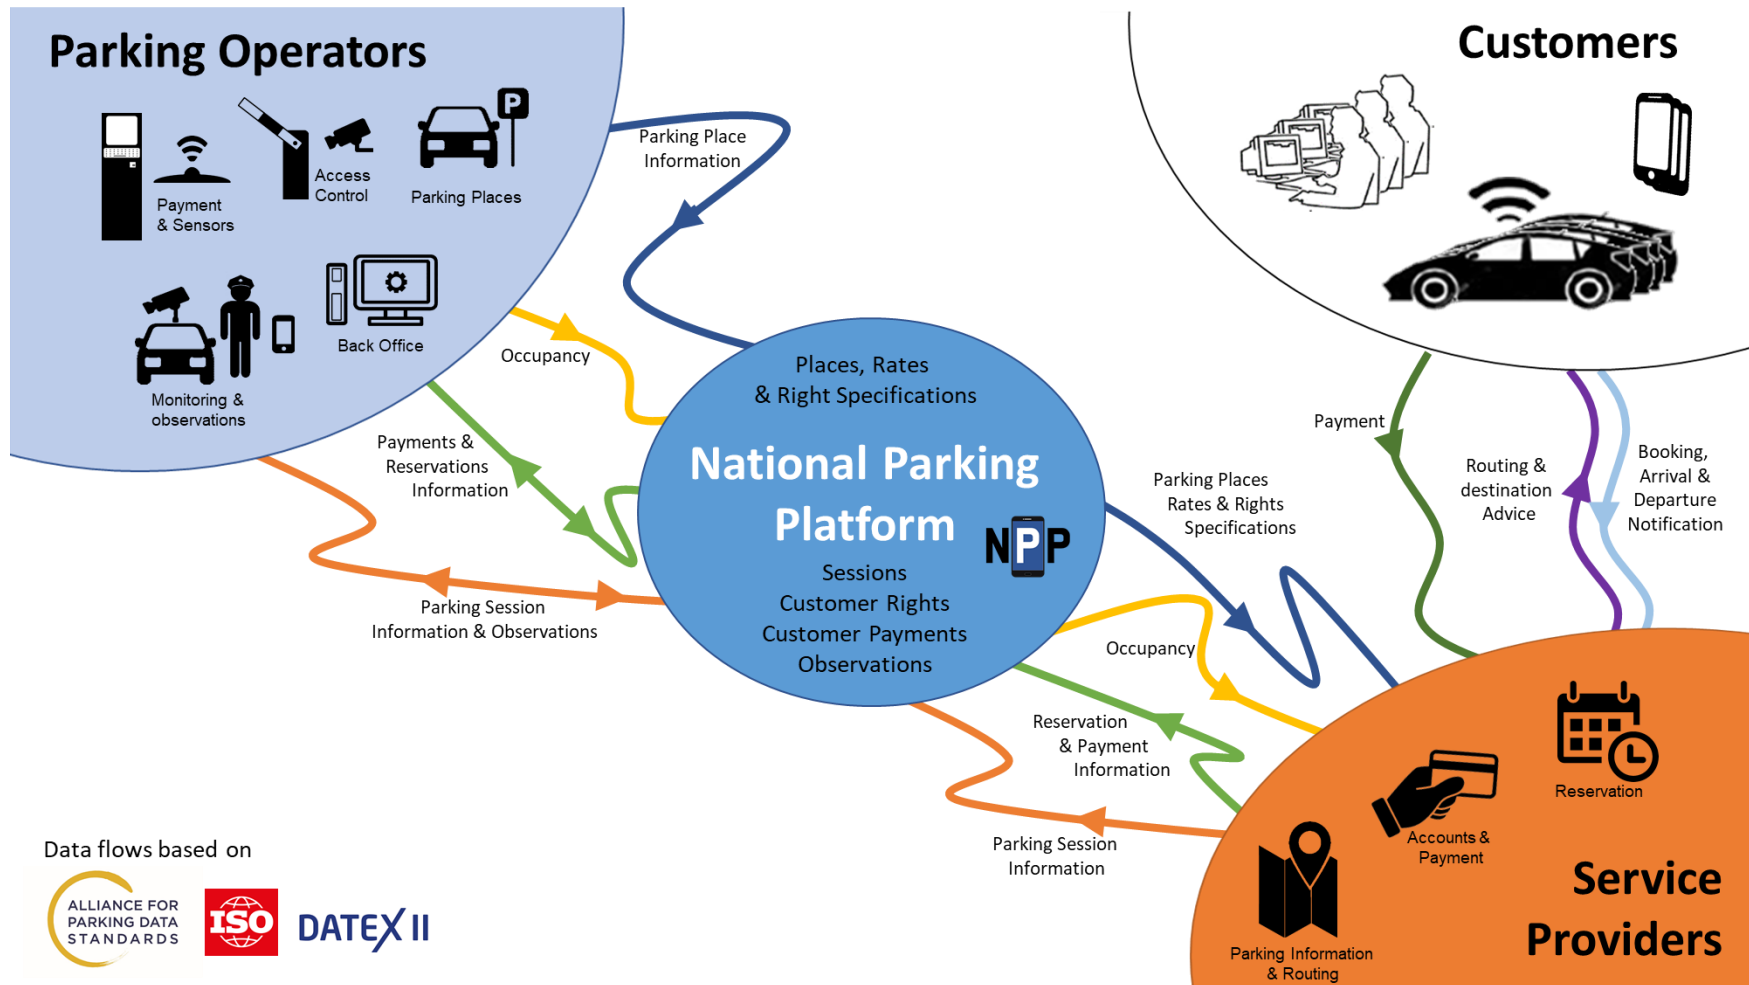 Parking Operators
Payment
& Sensors
Access
Control
P
Parking Places
Monitoring &
observations
Back Office
Customers
Parking Place
Information
Occupancy
Payments &
Reservations
Information
Parking Session
Information & Observations
Places, Rates
& Right Specifications
National Parking
Platform
NPP
Sessions
Customer Rights
Customer Payments
Observations
Parking Places
Rates & Rights
Specifications
Occupancy
Reservation
& Payment
Information
Parking Session
Information
Payment
Routing &
destination
Advice
Booking,
Arrival &
Departure
Notification
Reservation
Accounts &
Payment
Parking Information
& Routing
Service
Providers
Data flows based on
ALLIANCE FOR
PARKING DATA
STANDARDS
ISO
DATEX II